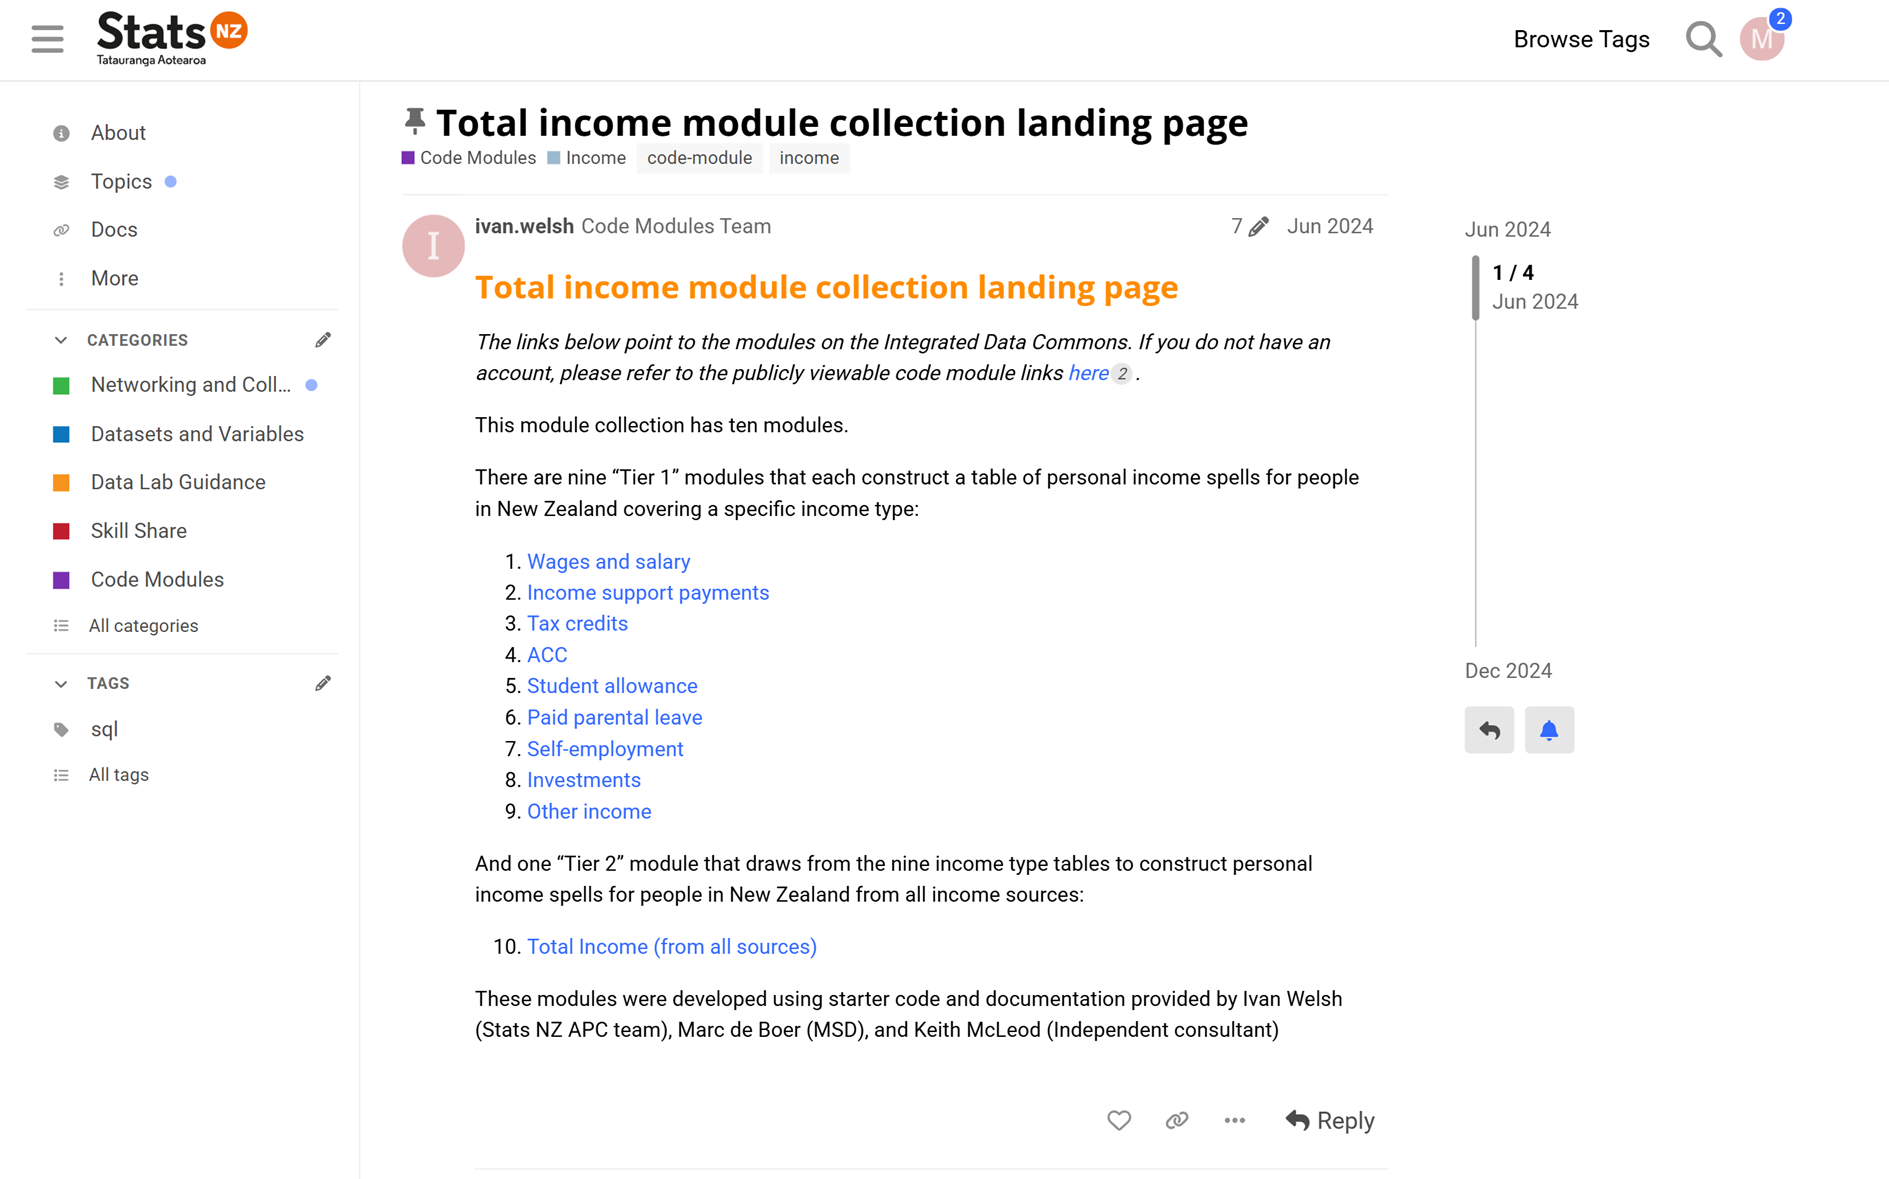 Stats NZ
Tatauranga Aotearoa
Browse Tags
M
2
About
Topics
Docs
More
CATEGORIES
Networking and Coll...
Datasets and Variables
Data Lab Guidance
Skill Share
Code Modules
All categories
TAGS
sql
All tags
Total income module collection landing page
Code Modules Income code-module income
I
ivan.welsh Code Modules Team 7 Jun 2024
Total income module collection landing page
The links below point to the modules on the Integrated Data Commons. If you do not have an
account, please refer to the publicly viewable code module links here 2 .
This module collection has ten modules.
There are nine “Tier 1” modules that each construct a table of personal income spells for people
in New Zealand covering a specific income type:
1. Wages and salary
2. Income support payments
3. Tax credits
4. ACC
5. Student allowance
6. Paid parental leave
7. Self-employment
8. Investments
9. Other income
And one “Tier 2” module that draws from the nine income type tables to construct personal
income spells for people in New Zealand from all income sources:
10. Total Income (from all sources)
These modules were developed using starter code and documentation provided by Ivan Welsh
(Stats NZ APC team), Marc de Boer (MSD), and Keith McLeod (Independent consultant)
Reply
Jun 2024
1 / 4
Jun 2024
Dec 2024